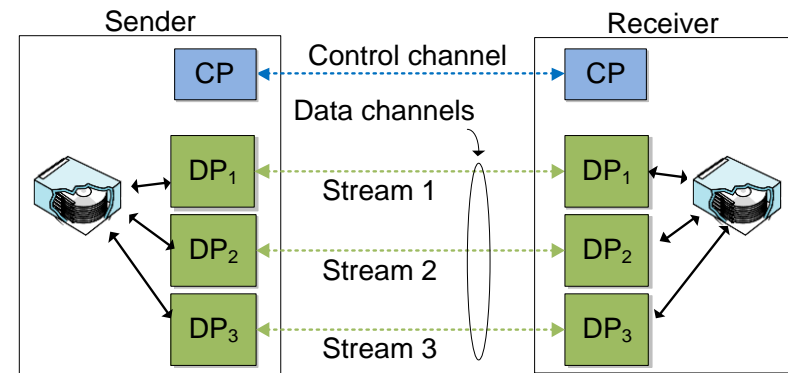 Sender
Receiver
CP
Control channel
CP
Data channels
DP₁
Stream 1
DP₁
DP₂
Stream 2
DP₂
DP₃
Stream 3
DP₃